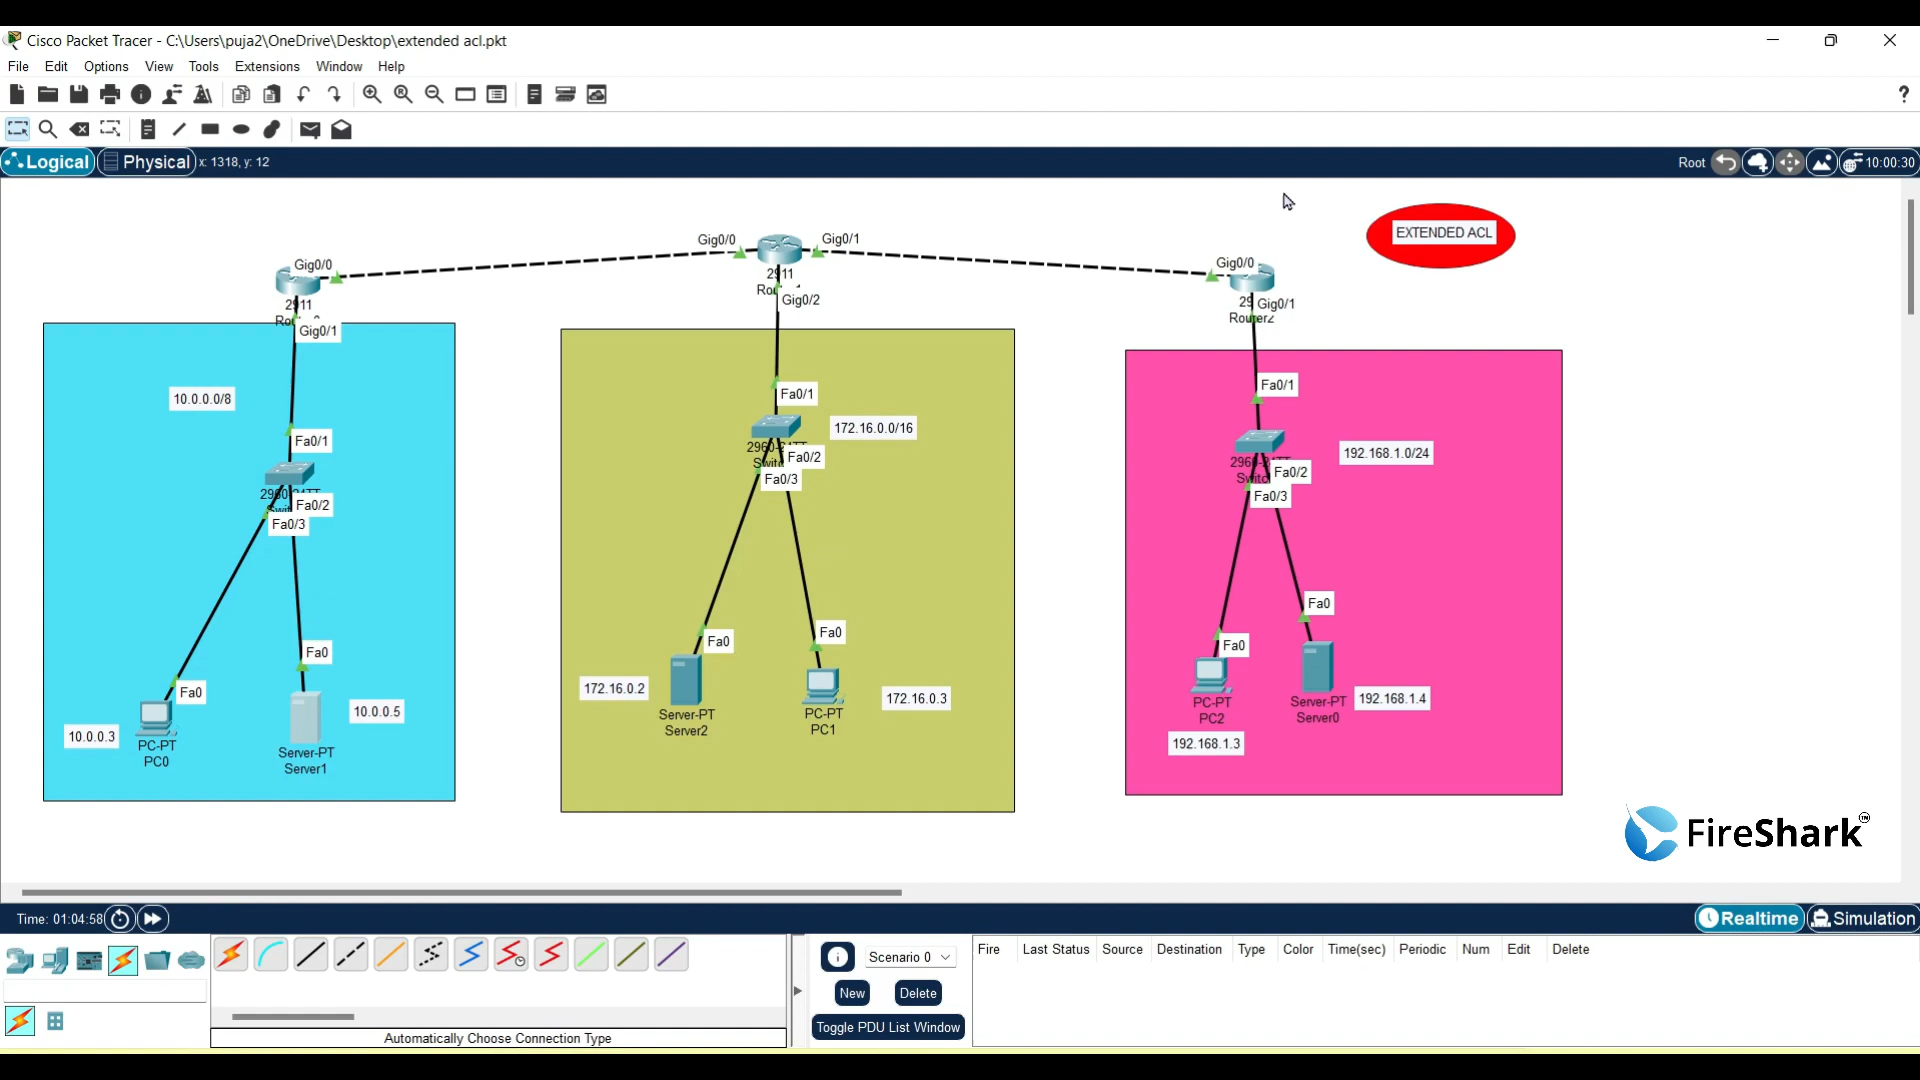 Cisco Packet Tracer - C:\Users\puja2\OneDrive\Desktop\extended acl.pkt
File Edit Options View Tools Extensions Window Help
?
Logical Physical x: 1318, y: 12 Root 10:00:30
EXTENDED ACL
Gig0/0 Gig0/1
Gig0/0
2911
Gig0/1
Gig0/2
2911
Gig0/0
Gig0/1
Router2
10.0.0.0/8
Fa0/1
Fa0/2
Fa0/3
Fa0
Fa0
10.0.0.3
PC-PT
PC0
10.0.0.5
Server-PT
Server1
Fa0/1
172.16.0.0/16
Fa0/2
Fa0/3
Fa0
Fa0
172.16.0.2
Server-PT
Server2
PC-PT
PC1
172.16.0.3
Fa0/1
192.168.1.0/24
Fa0/2
Fa0/3
Fa0
Fa0
PC-PT
PC2
192.168.1.3
Server-PT
Server0
192.168.1.4
FireShark™
Time: 01:04:58 Realtime Simulation
Scenario 0
New Delete
Toggle PDU List Window
Fire Last Status Source Destination Type Color Time(sec) Periodic Num Edit Delete
Automatically Choose Connection Type